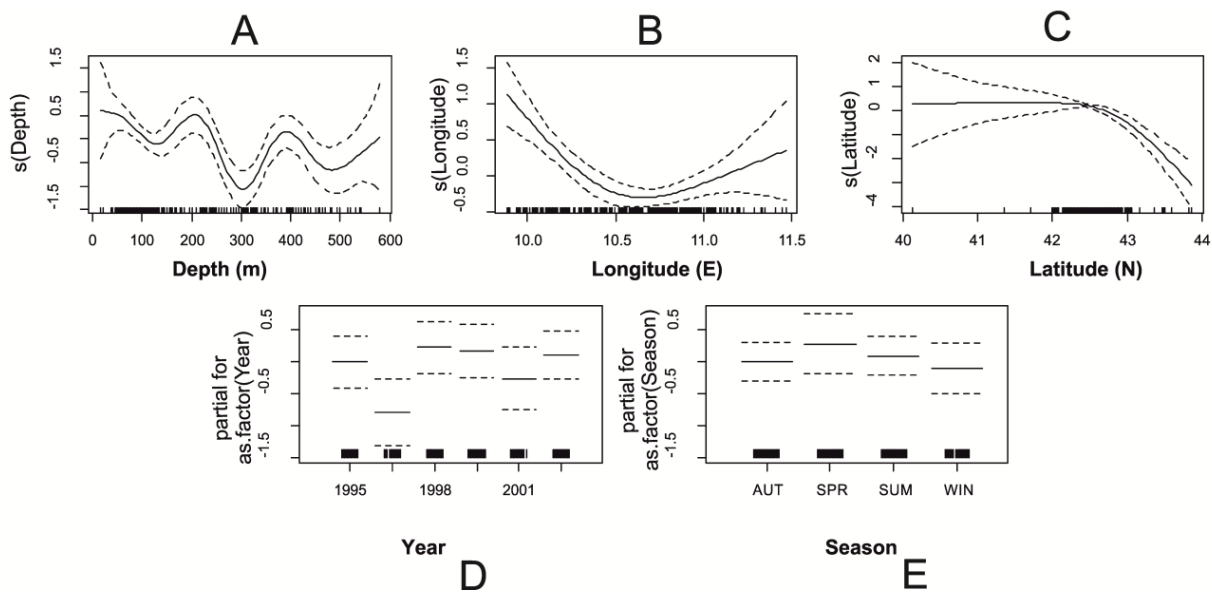 A
B
C
s(Depth)
1.5
0.5
-0.5
-1.5
0
100
200
300
400
500
600
Depth (m)
s(Longitude)
1.5
1.0
0.5
0.0
-0.5
10.0
10.5
11.0
11.5
Longitude (E)
s(Latitude)
2
0
-2
-4
40
41
42
43
44
Latitude (N)
partial for
as.factor(Year)
0.5
-0.5
-1.5
1995
1998
2001
Year
D
partial for
as.factor(Season)
0.5
-0.5
-1.5
AUT
SPR
SUM
WIN
Season
E